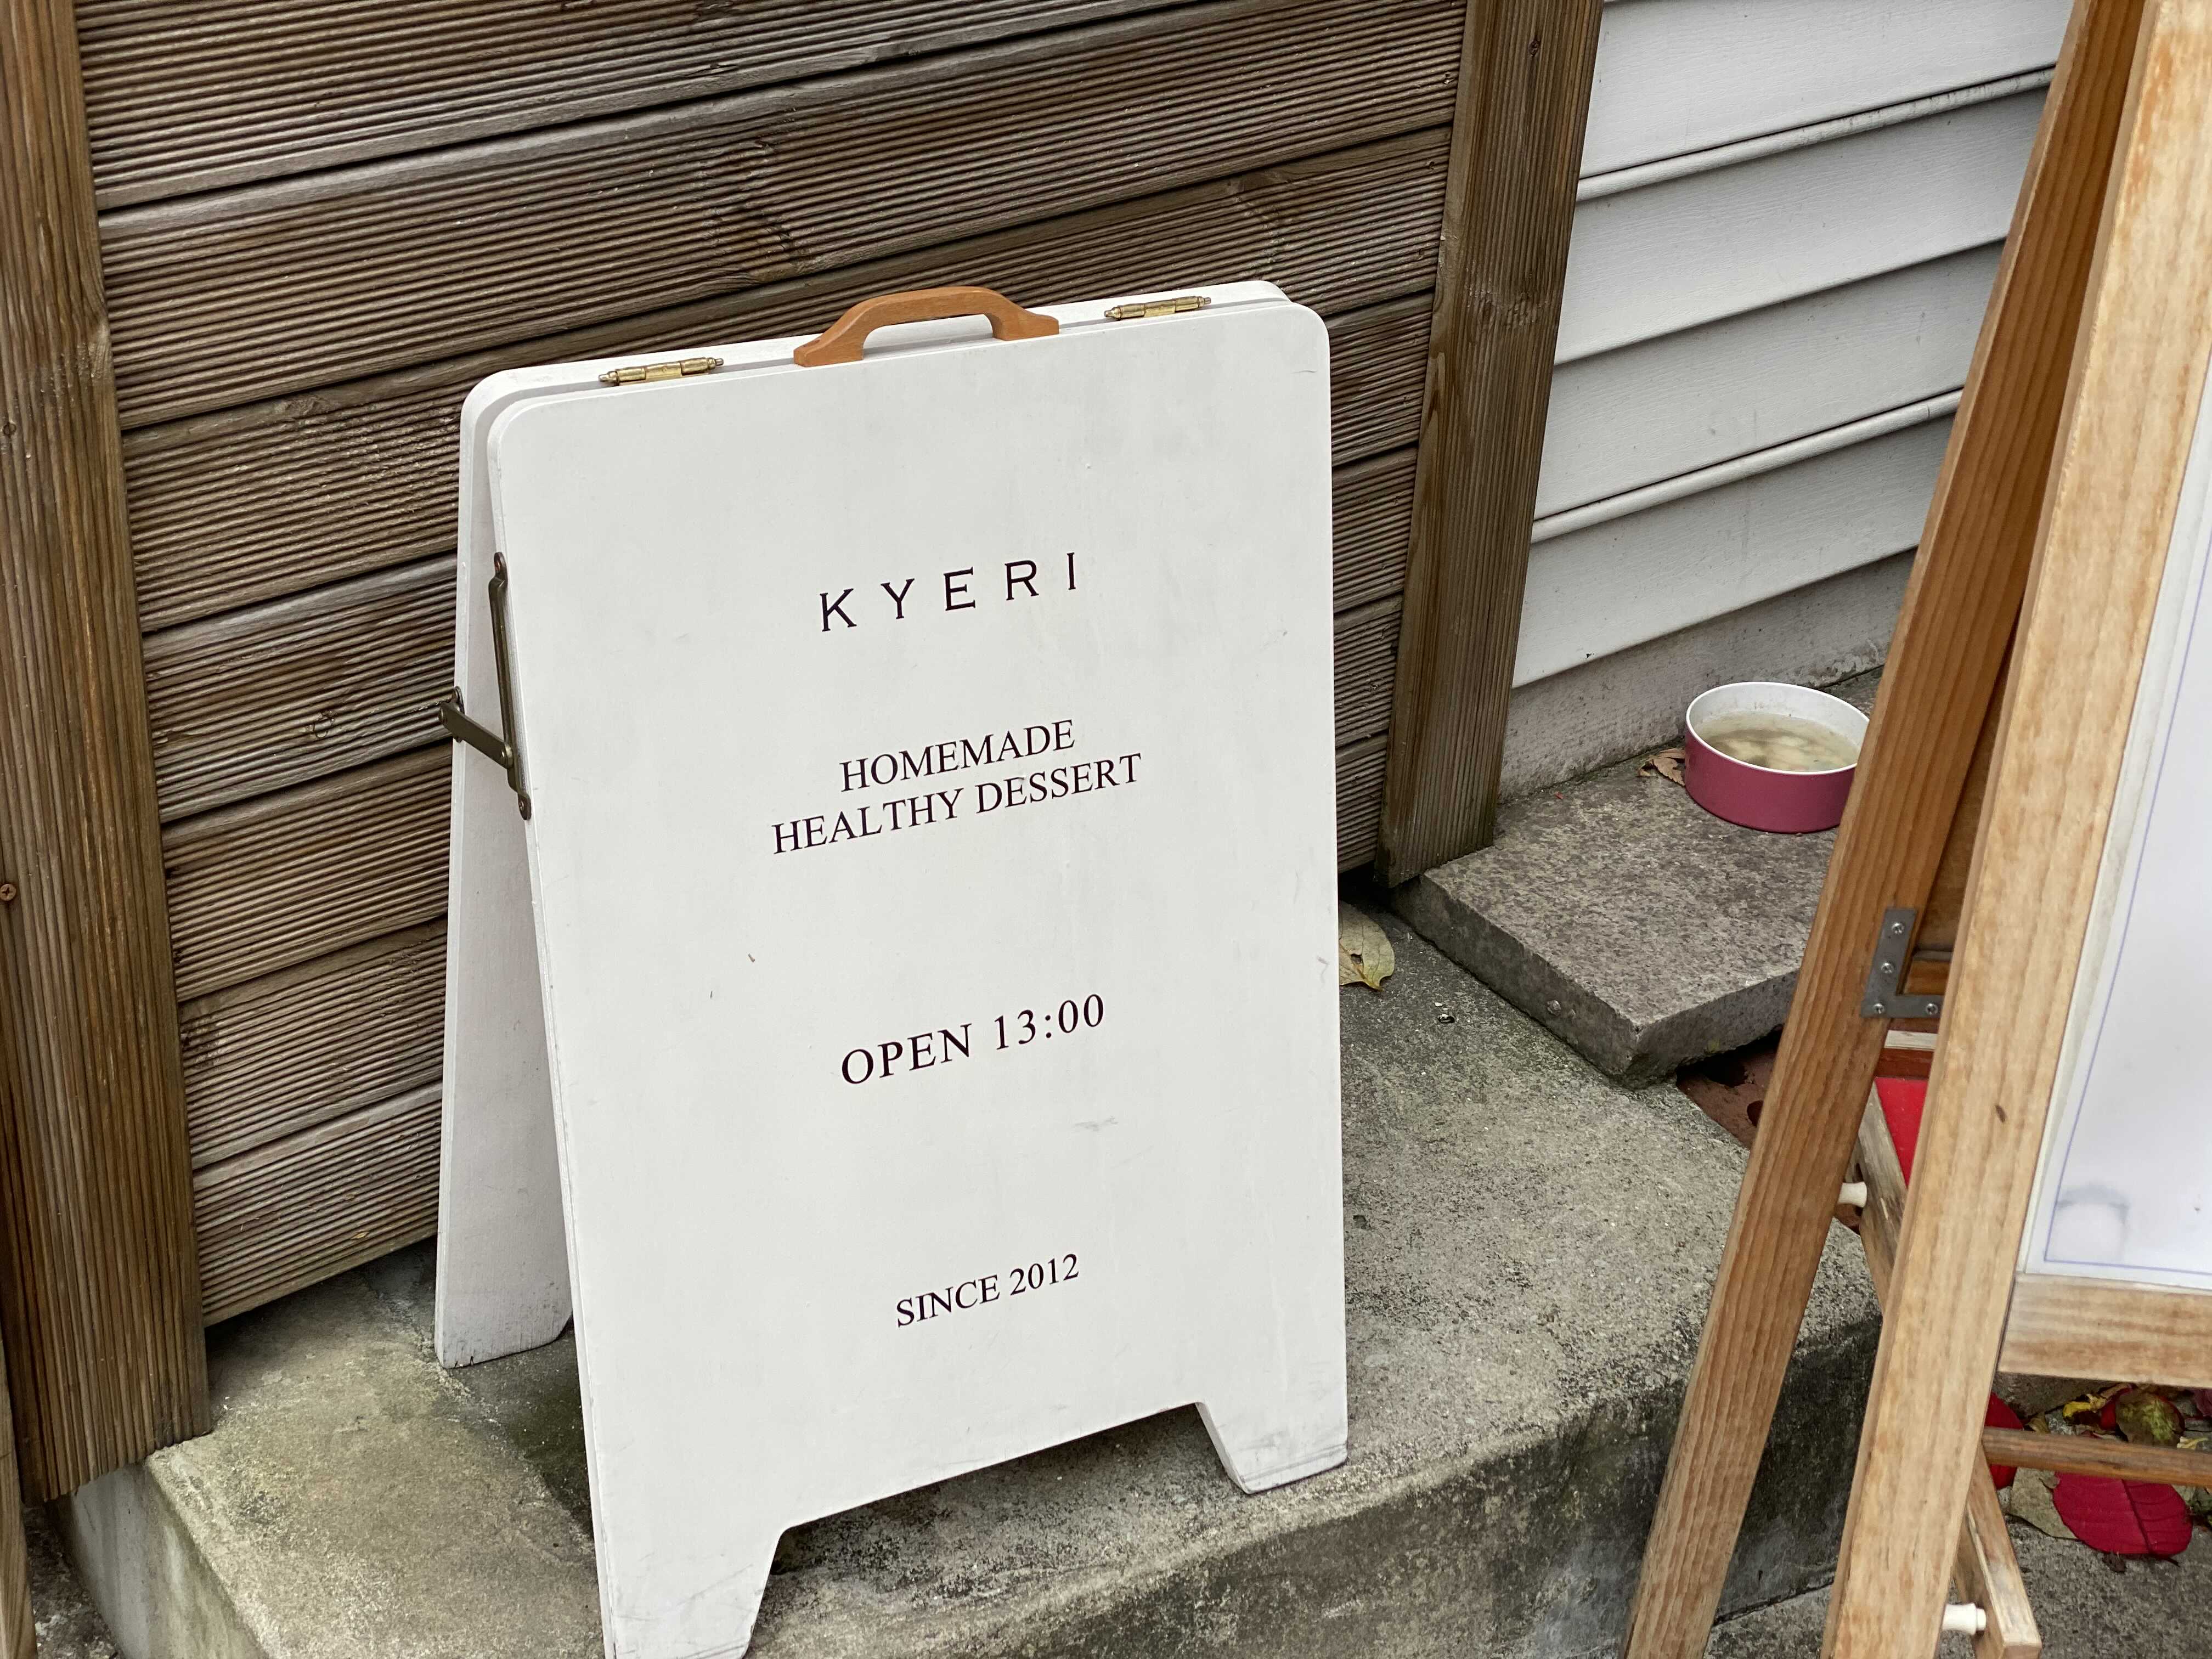 KYERI
HOMEMADE
HEALTHY DESSERT
OPEN 13:00
SINCE 2012